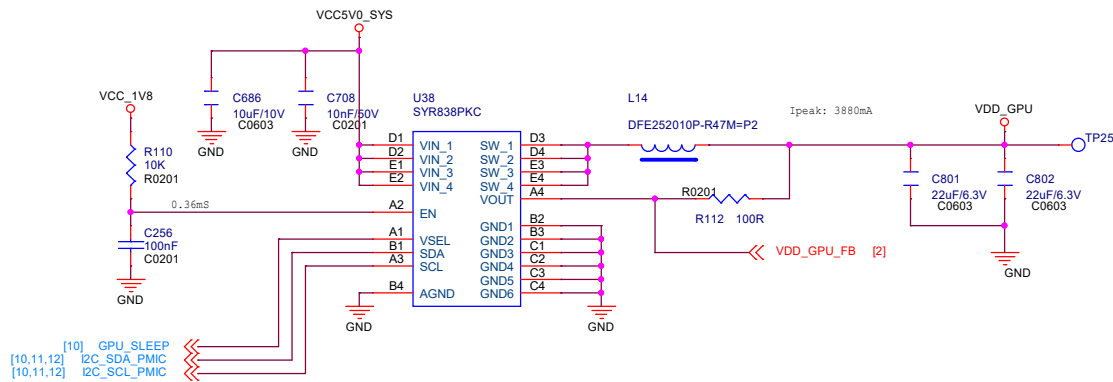 VCC5V0_SYS
VCC_1V8
C686
10uF/10V
C0603
C708
10nF/50V
C0201
U38
SYR838PKC
L14
DFE252010P-R47M=P2
Ipeak: 3880mA
VDD_GPU
TP25
GND
GND
R110
10K
R0201
D1 VIN_1 SW_1 D3
D2 VIN_2 SW_2 D4
E1 VIN_3 SW_3 E3
E2 VIN_4 SW_4 E4
VOUT A4
R0201
R112 100R
C801
22uF/6.3V
C0603
C802
22uF/6.3V
C0603
0.36mS
A2 EN
C256
100nF
C0201
GND1 B2
A1 VSEL GND2 B3
B1 SDA GND3 C1
A3 SCL GND4 C2
GND5 C3
B4 AGND GND6 C4
VDD_GPU_FB [2]
GND
GND
GND
GND
[10] GPU_SLEEP
[10,11,12] I2C_SDA_PMIC
[10,11,12] I2C_SCL_PMIC